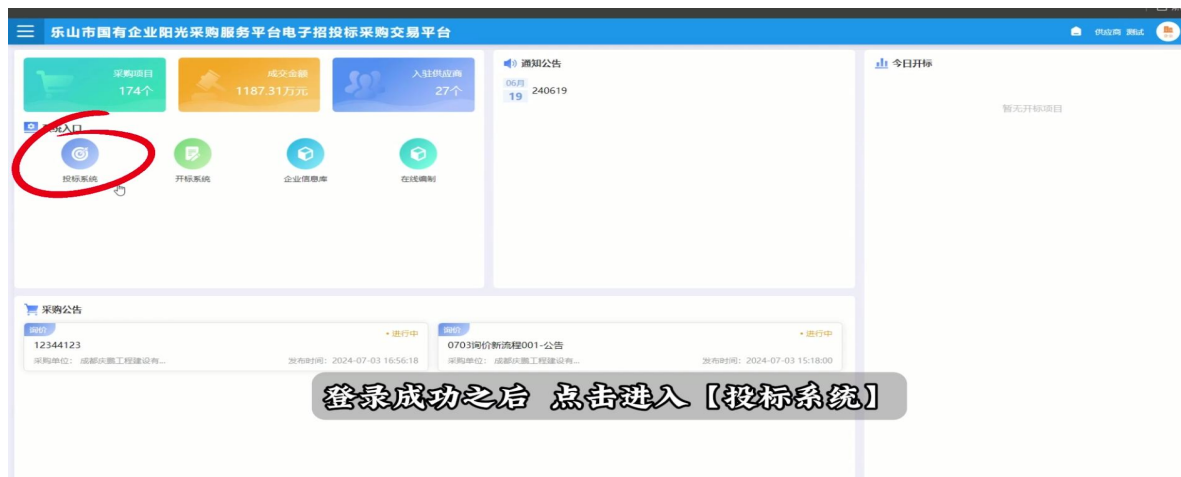 乐山市国有企业阳光采购服务平台电子招投标采购交易平台
供应商 测试
采购项目
174个
成交金额
1187.31万元
入驻供应商
27个
系统入口
投标系统
开标系统
企业信息库
在线编制
通知公告
06月
19
240619
今日开标
暂无开标项目
采购公告
询价
进行中
12344123
采购单位： 成都庆鹏工程建设有...
发布时间：2024-07-03 16:56:18
询价
进行中
0703询价新流程001-公告
采购单位： 成都庆鹏工程建设有...
发布时间：2024-07-03 15:18:00
登录成功之后 点击进入【投标系统】